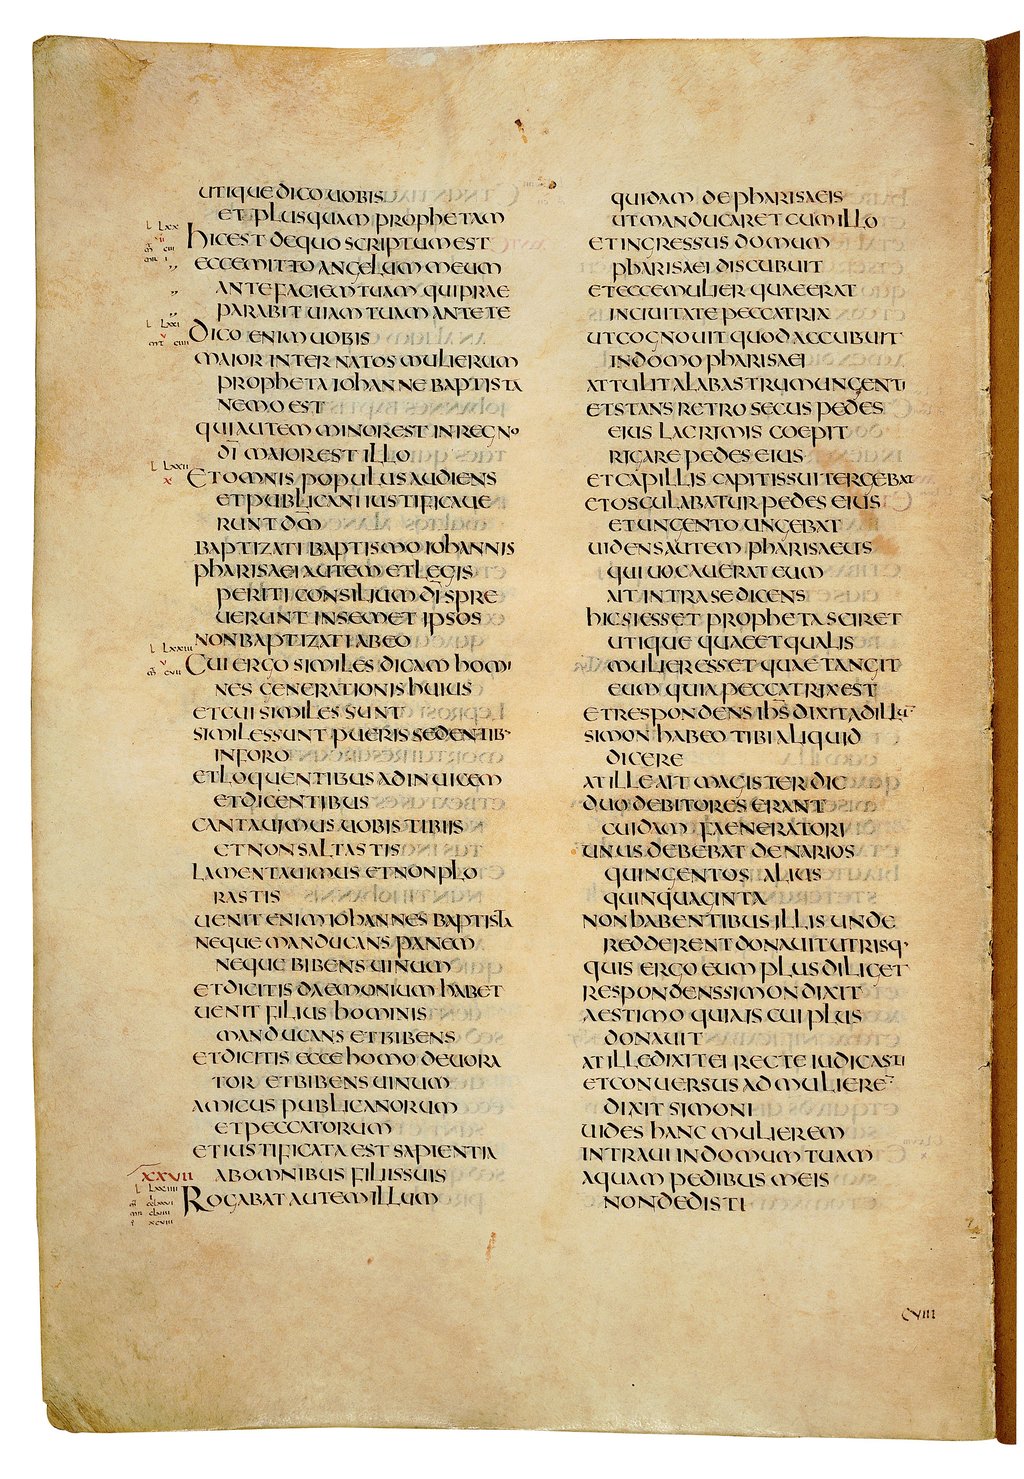 utique dico uobis
et plusquam prophetam
l lxx
hic est de quo scriptum est
ecce mitto angelum meum
ante faciem tuam qui prae
parabit uiam tuam ante te
l lxxi
dico enim uobis
maior inter natos mulierum
propheta iohanne baptista
nemo est
qui autem minor est in regno
dī maior est illo
l lxxii
x
et omnis populus audiens
et publicani iustificaue
runt dm̄
baptizati baptismo iohannis
pharisaei autem et legis
periti consilium dī spre
uerunt in semet ipsos
non baptizati ab eo
l lxxiii
cui ergo similes dicam homi
nes generationis huius
et cui similes sunt
similes sunt pueris sedentib·
in foro
et loquentibus ad inuicem
et dicentibus
cantauimus uobis tibiis
et non saltastis
lamentauimus et non plo
rastis
uenit enim iohannes baptista
neque manducans panem
neque bibens uinum
et dicitis daemonium habet
uenit filius hominis
manducans et bibens
et dicitis ecce homo deuora
tor et bibens uinum
amicus publicanorum
et peccatorum
et iustificata est sapientia
ab omnibus filiis suis
xxvii
l lxxiiii
rogabat autem illum
quidam de pharisaeis
ut manducaret cum illo
et ingressus domum
pharisaei discubuit
et ecce mulier quae erat
in ciuitate peccatrix
ut cognouit quod accubuit
in domo pharisaei
attulit alabastrum ungenti
et stans retro secus pedes
eius lacrimis coepit
rigare pedes eius
et capillis capitis sui tergebat
et osculabatur pedes eius
et ungento ungebat
uidens autem pharisaeus
qui uocauerat eum
ait intra se dicens
hic si esset propheta sciret
utique quae et qualis
mulier esset quae tangit
eum quia peccatrix est
et respondens ihs̄ dixit ad illū
simon habeo tibi aliquid
dicere
at ille ait magister dic
duo debitores erant
cuidam faeneratori
unus debebat denarios
quingentos alius
quinquaginta
non habentibus illis unde
redderent donauit utrisq·
quis ergo eum plus diliget
respondens simon dixit
aestimo quia is cui plus
donauit
at ille dixit ei recte iudicasti
et conuersus ad mulierē
dixit simoni
uides hanc mulierem
intraui in domum tuam
aquam pedibus meis
non dedisti
cviii